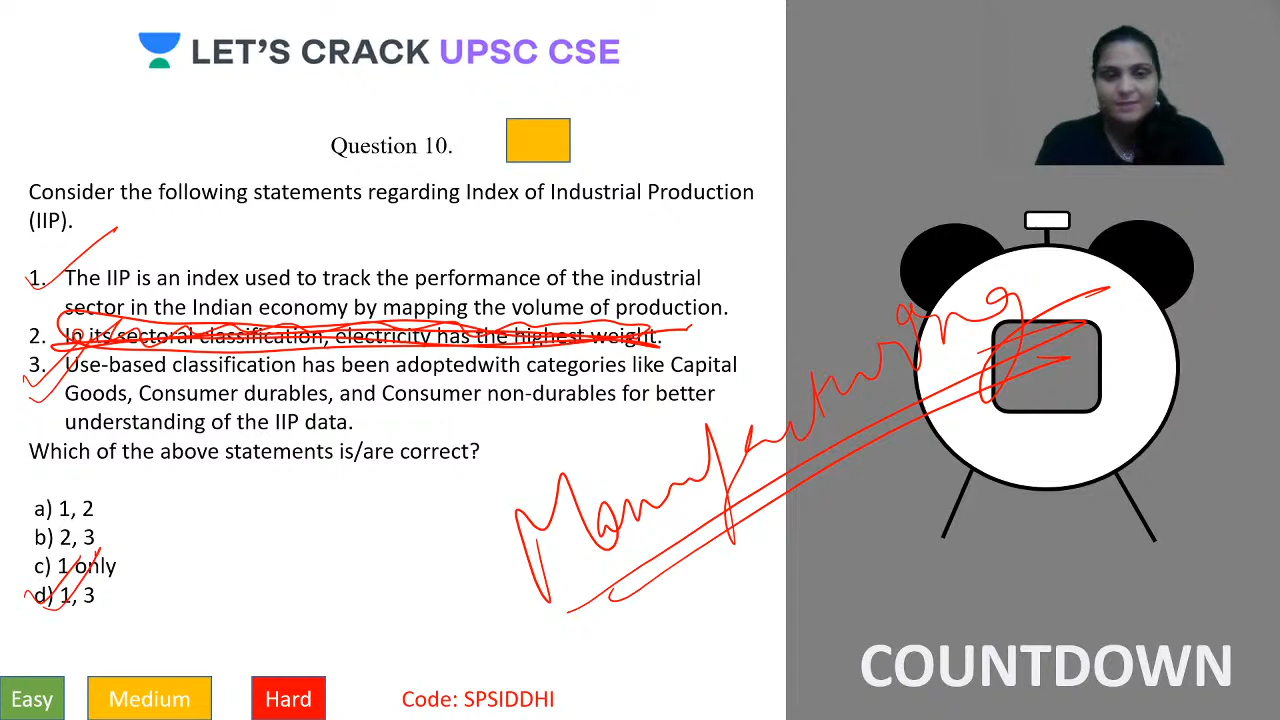 LET'S CRACK UPSC CSE
Question 10.
Consider the following statements regarding Index of Industrial Production
(IIP).
1. The IIP is an index used to track the performance of the industrial
sector in the Indian economy by mapping the volume of production.
2. In its sectoral classification, electricity has the highest weight.
3. Use-based classification has been adoptedwith categories like Capital
Goods, Consumer durables, and Consumer non-durables for better
understanding of the IIP data.
Which of the above statements is/are correct?
a) 1, 2
b) 2, 3
c) 1 only
d) 1, 3
Manufacturing
COUNTDOWN
Easy
Medium
Hard
Code: SPSIDDHI